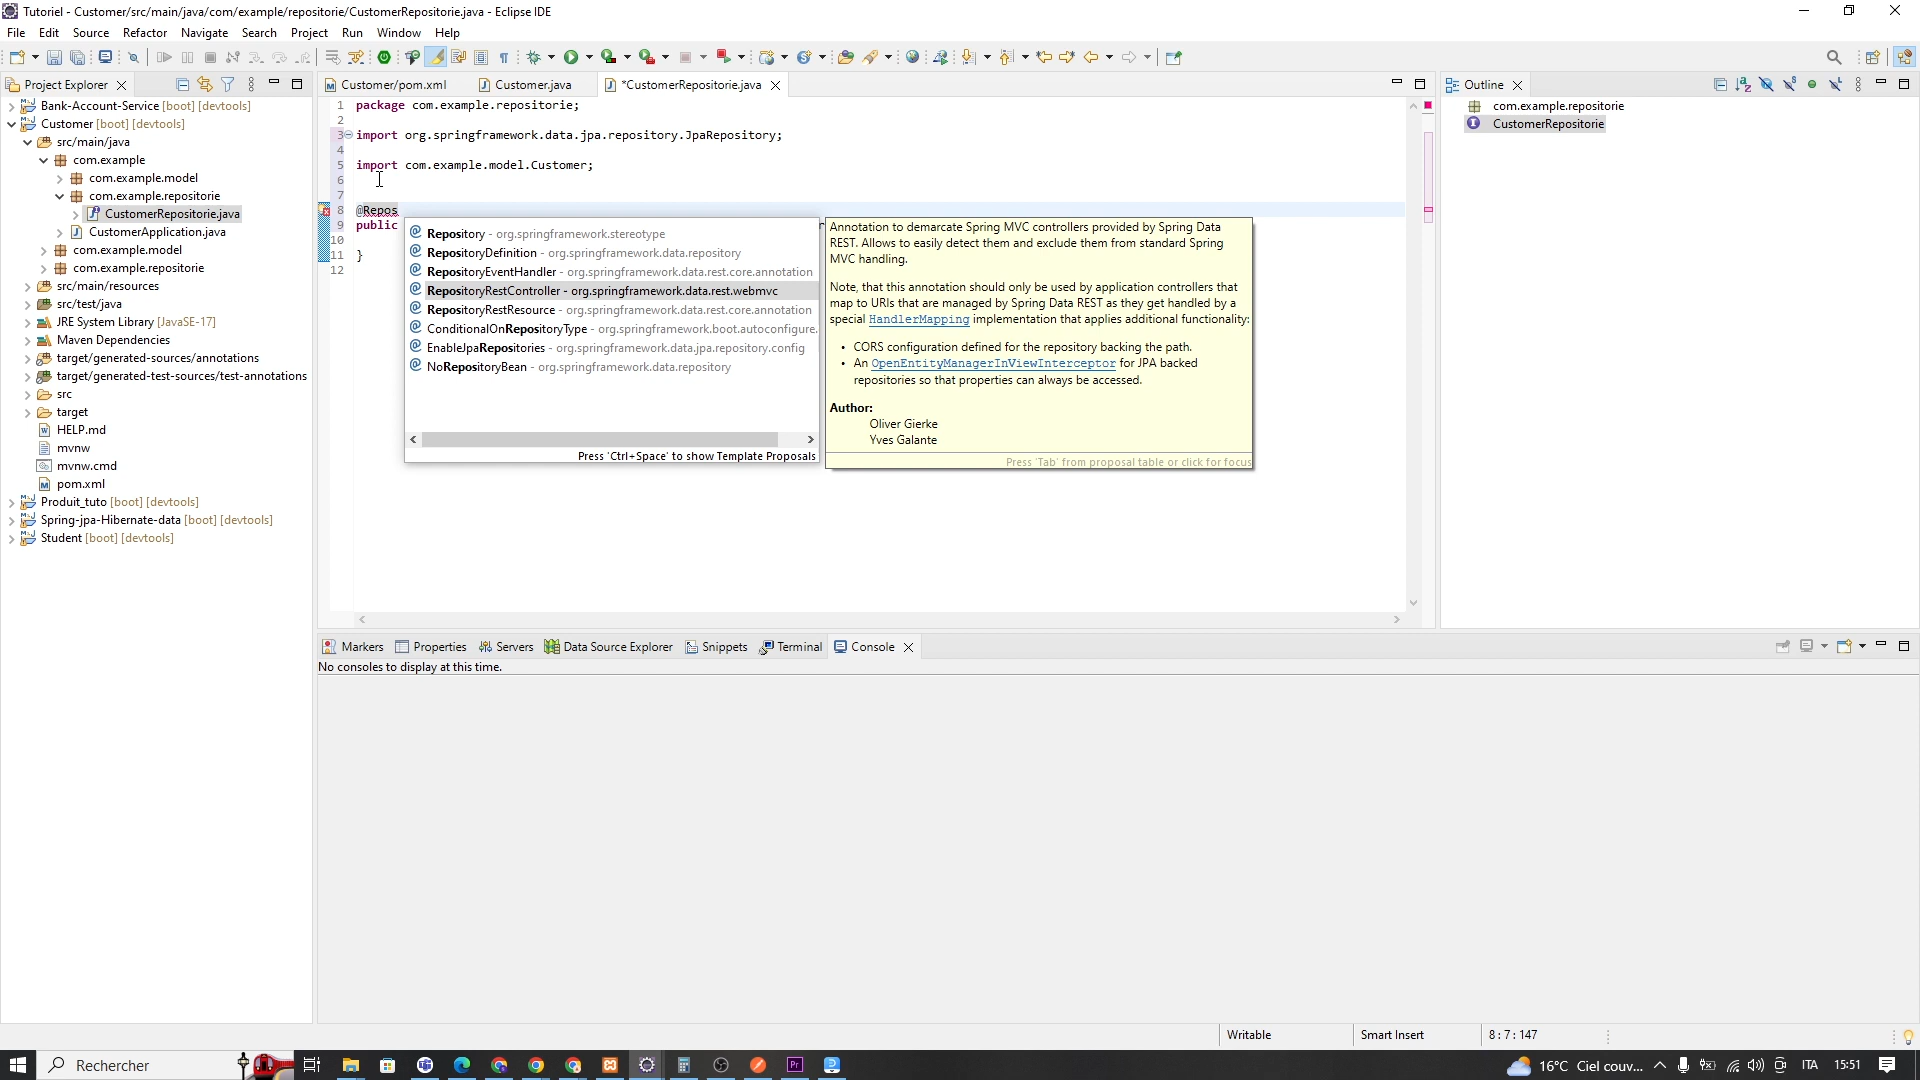 Tutoriel - Customer/src/main/java/com/example/repositorie/CustomerRepositorie.java - Eclipse IDE
File Edit Source Refactor Navigate Search Project Run Window Help
Project Explorer
Bank-Account-Service [boot] [devtools]
Customer [boot] [devtools]
src/main/java
com.example
com.example.model
com.example.repositorie
CustomerRepositorie.java
CustomerApplication.java
com.example.model
com.example.repositorie
src/main/resources
src/test/java
JRE System Library [JavaSE-17]
Maven Dependencies
target/generated-sources/annotations
target/generated-test-sources/test-annotations
src
target
HELP.md
mvnw
mvnw.cmd
pom.xml
Produit_tuto [boot] [devtools]
Spring-jpa-Hibernate-data [boot] [devtools]
Student [boot] [devtools]
Customer/pom.xml Customer.java *CustomerRepositorie.java
1 package com.example.repositorie;
2
3 import org.springframework.data.jpa.repository.JpaRepository;
4
5 import com.example.model.Customer;
6
7
8 @Repos
9 public
10
11 }
12
Repository - org.springframework.stereotype
RepositoryDefinition - org.springframework.data.repository
RepositoryEventHandler - org.springframework.data.rest.core.annotation
RepositoryRestController - org.springframework.data.rest.webmvc
RepositoryRestResource - org.springframework.data.rest.core.annotation
ConditionalOnRepositoryType - org.springframework.boot.autoconfigure.
EnableJpaRepositories - org.springframework.data.jpa.repository.config
NoRepositoryBean - org.springframework.data.repository
Press 'Ctrl+Space' to show Template Proposals
Annotation to demarcate Spring MVC controllers provided by Spring Data
REST. Allows to easily detect them and exclude them from standard Spring
MVC handling.
Note, that this annotation should only be used by application controllers that
map to URIs that are managed by Spring Data REST as they get handled by a
special HandlerMapping implementation that applies additional functionality:
• CORS configuration defined for the repository backing the path.
• An OpenEntityManagerInViewInterceptor for JPA backed
repositories so that properties can always be accessed.
Author:
Oliver Gierke
Yves Galante
Press 'Tab' from proposal table or click for focus
Outline
com.example.repositorie
CustomerRepositorie
Markers Properties Servers Data Source Explorer Snippets Terminal Console
No consoles to display at this time.
Writable Smart Insert 8 : 7 : 147
Rechercher
16°C Ciel couv... ITA 15:51